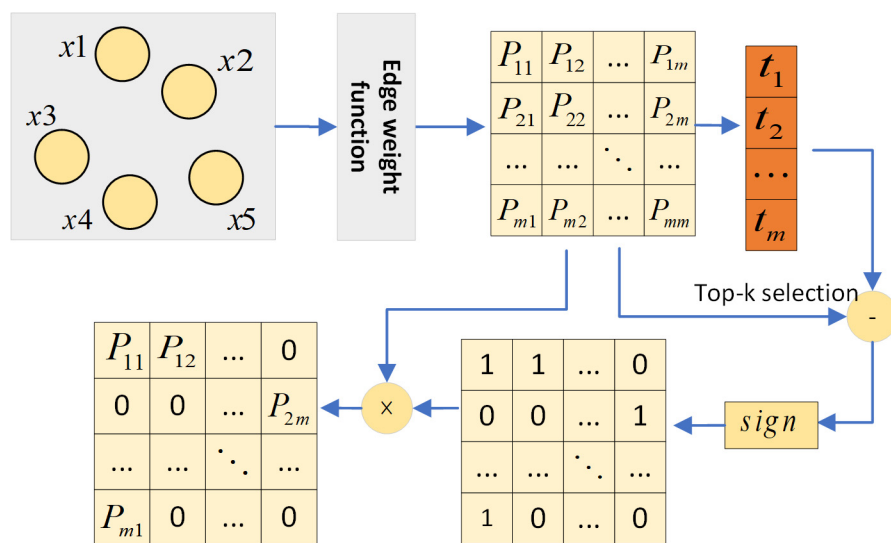 x1
x2
x3
x4
x5
Edge weight
function
P11 P12 ... P1m
P21 P22 ... P2m
... ... ⋱ ...
Pm1 Pm2 ... Pmm
t1
t2
...
tm
Top-k selection
-
sign
1 1 ... 0
0 0 ... 1
... ... ⋱ ...
1 0 ... 0
×
P11 P12 ... 0
0 0 ... P2m
... ... ⋱ ...
Pm1 0 ... 0